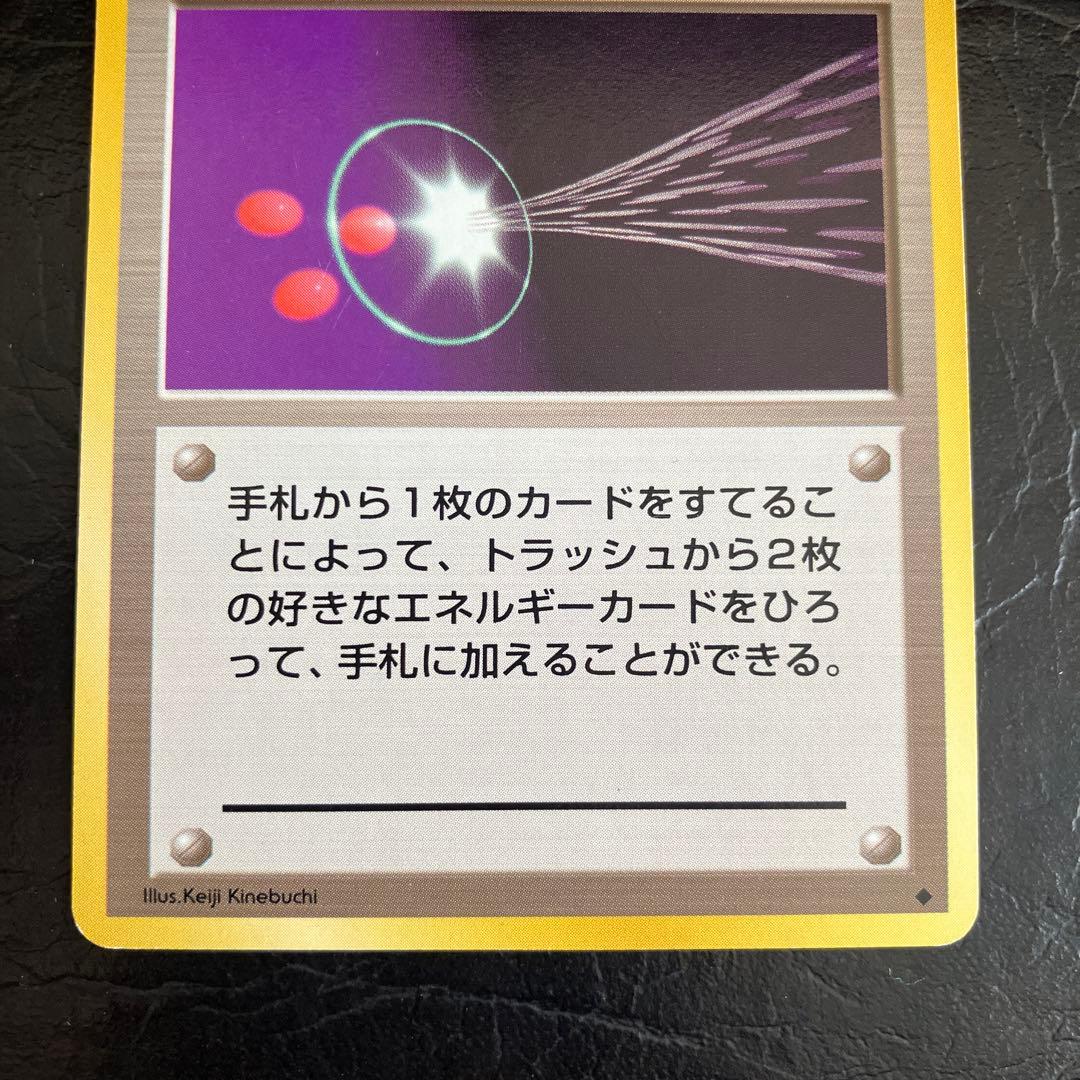 手札から1枚のカードをすてるこ
とによって、トラッシュから2枚
の好きなエネルギーカードをひろ
って、手札に加えることができる。
Illus.Keiji Kinebuchi